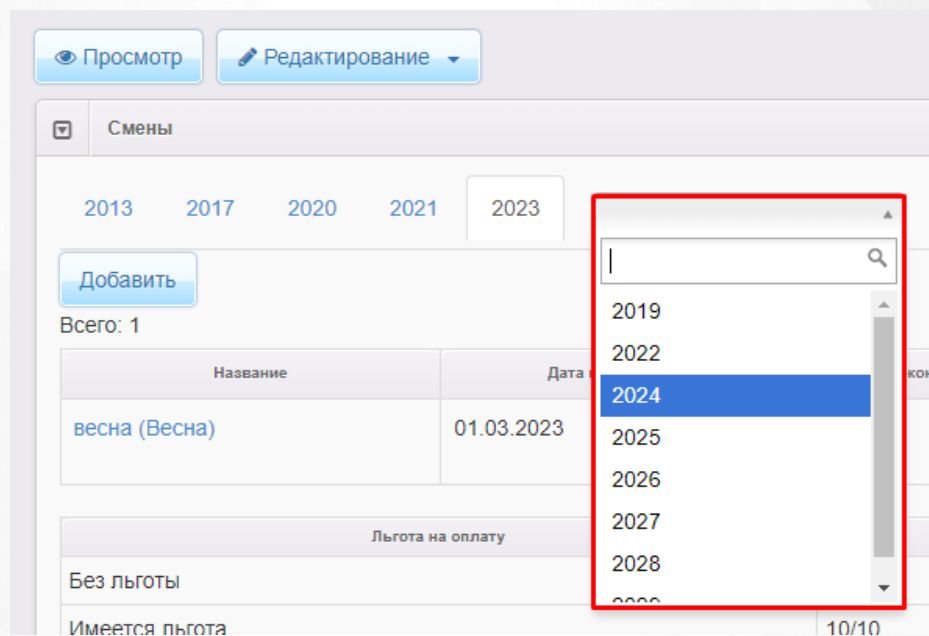 Просмотр Редактирование
Смены
2013 2017 2020 2021 2023
Добавить
Всего: 1
2019
2022
2024
2025
2026
2027
2028
Название Дата
весна (Весна) 01.03.2023
Льгота на оплату
Без льготы
Имеется льгота 10/10